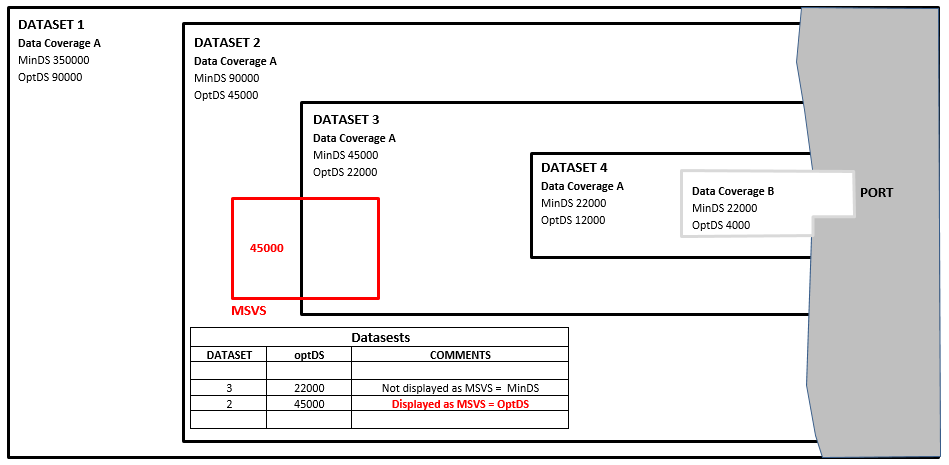 DATASET 1
Data Coverage A
MinDS 350000
OptDS 90000
DATASET 2
Data Coverage A
MinDS 90000
OptDS 45000
DATASET 3
Data Coverage A
MinDS 45000
OptDS 22000
DATASET 4
Data Coverage A
MinDS 22000
OptDS 12000
Data Coverage B
MinDS 22000
OptDS 4000
PORT
45000
MSVS
Datasests
DATASET optDS COMMENTS
3 22000 Not displayed as MSVS = MinDS
2 45000 Displayed as MSVS = OptDS